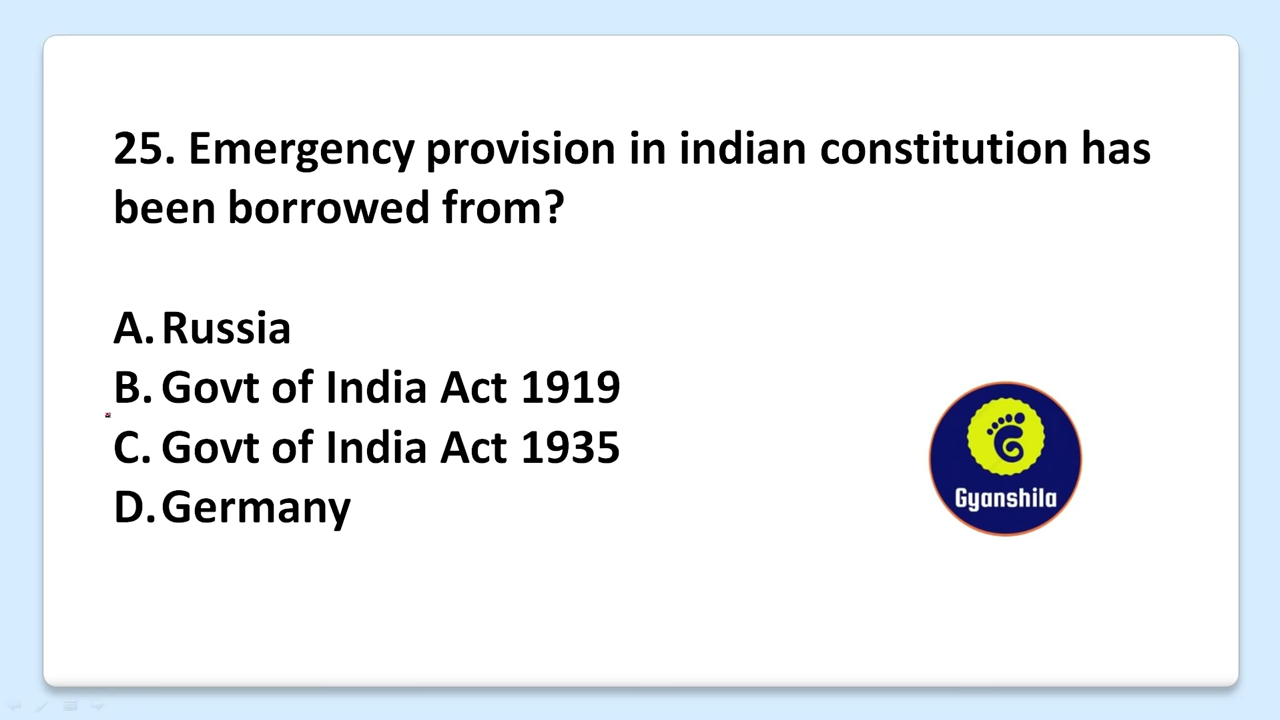 25. Emergency provision in indian constitution has
been borrowed from?
A. Russia
B. Govt of India Act 1919
C. Govt of India Act 1935
D. Germany
Gyanshila